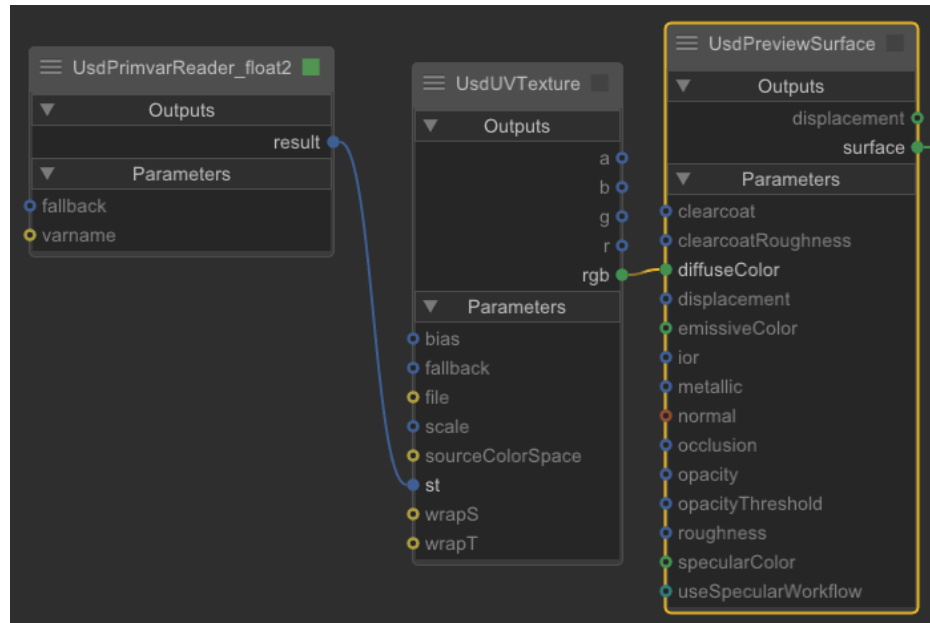 UsdPrimvarReader_float2
Outputs
result
Parameters
fallback
varname
UsdUVTexture
Outputs
a
b
g
r
rgb
Parameters
bias
fallback
file
scale
sourceColorSpace
st
wrapS
wrapT
UsdPreviewSurface
Outputs
displacement
surface
Parameters
clearcoat
clearcoatRoughness
diffuseColor
displacement
emissiveColor
ior
metallic
normal
occlusion
opacity
opacityThreshold
roughness
specularColor
useSpecularWorkflow